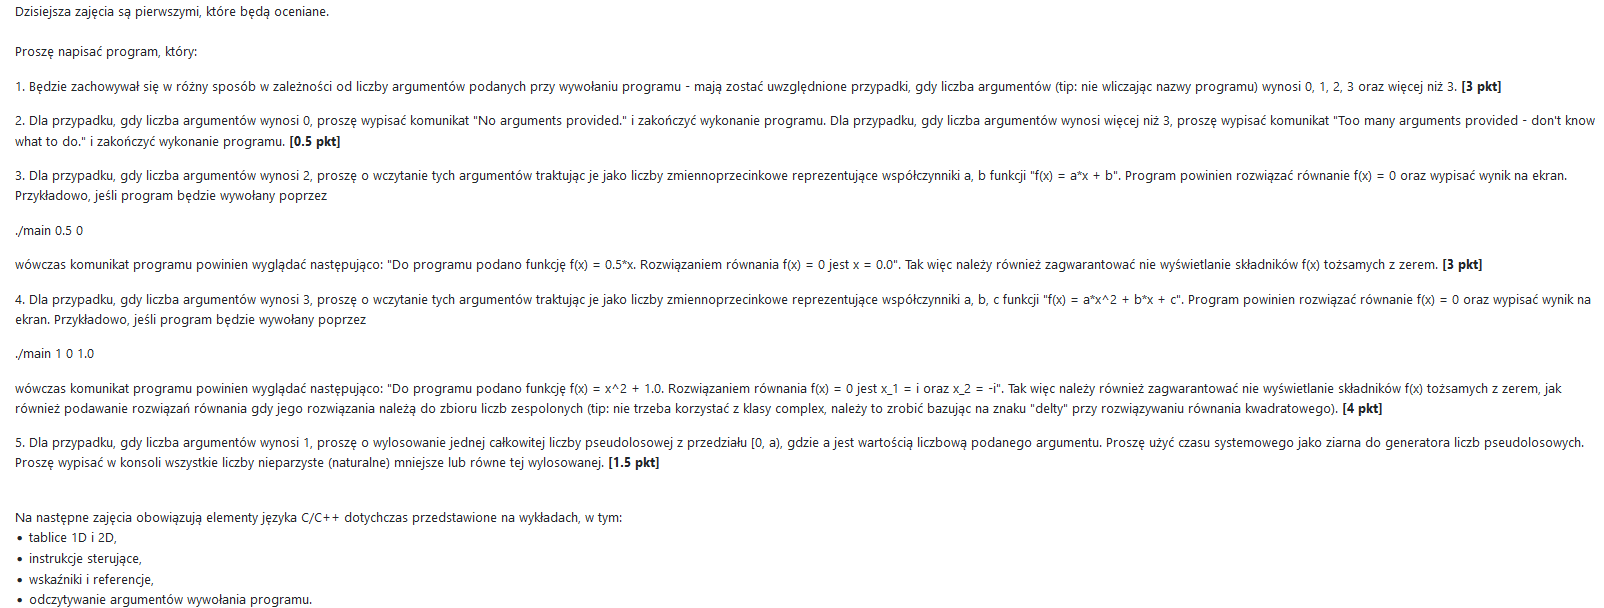 Dzisiejsza zajęcia są pierwszymi, które będą oceniane.
Proszę napisać program, który:
1. Będzie zachowywał się w różny sposób w zależności od liczby argumentów podanych przy wywołaniu programu - mają zostać uwzględnione przypadki, gdy liczba argumentów (tip: nie wliczając nazwy programu) wynosi 0, 1, 2, 3 oraz więcej niż 3. [3 pkt]
2. Dla przypadku, gdy liczba argumentów wynosi 0, proszę wypisać komunikat "No arguments provided." i zakończyć wykonanie programu. Dla przypadku, gdy liczba argumentów wynosi więcej niż 3, proszę wypisać komunikat "Too many arguments provided - don't know
what to do." i zakończyć wykonanie programu. [0.5 pkt]
3. Dla przypadku, gdy liczba argumentów wynosi 2, proszę o wczytanie tych argumentów traktując je jako liczby zmiennoprzecinkowe reprezentujące współczynniki a, b funkcji "f(x) = a*x + b". Program powinien rozwiązać równanie f(x) = 0 oraz wypisać wynik na ekran.
Przykładowo, jeśli program będzie wywołany poprzez
./main 0.5 0
wówczas komunikat programu powinien wyglądać następująco: "Do programu podano funkcję f(x) = 0.5*x. Rozwiązaniem równania f(x) = 0 jest x = 0.0". Tak więc należy również zagwarantować nie wyświetlanie składników f(x) tożsamych z zerem. [3 pkt]
4. Dla przypadku, gdy liczba argumentów wynosi 3, proszę o wczytanie tych argumentów traktując je jako liczby zmiennoprzecinkowe reprezentujące współczynniki a, b, c funkcji "f(x) = a*x^2 + b*x + c". Program powinien rozwiązać równanie f(x) = 0 oraz wypisać wynik na
ekran. Przykładowo, jeśli program będzie wywołany poprzez
./main 1 0 1.0
wówczas komunikat programu powinien wyglądać następująco: "Do programu podano funkcję f(x) = x^2 + 1.0. Rozwiązaniem równania f(x) = 0 jest x_1 = i oraz x_2 = -i". Tak więc należy również zagwarantować nie wyświetlanie składników f(x) tożsamych z zerem, jak
również podawanie rozwiązań równania gdy jego rozwiązania należą do zbioru liczb zespolonych (tip: nie trzeba korzystać z klasy complex, należy to zrobić bazując na znaku "delty" przy rozwiązywaniu równania kwadratowego). [4 pkt]
5. Dla przypadku, gdy liczba argumentów wynosi 1, proszę o wylosowanie jednej całkowitej liczby pseudolosowej z przedziału [0, a), gdzie a jest wartością liczbową podanego argumentu. Proszę użyć czasu systemowego jako ziarna do generatora liczb pseudolosowych.
Proszę wypisać w konsoli wszystkie liczby nieparzyste (naturalne) mniejsze lub równe tej wylosowanej. [1.5 pkt]
Na następne zajęcia obowiązują elementy języka C/C++ dotychczas przedstawione na wykładach, w tym:
• tablice 1D i 2D,
• instrukcje sterujące,
• wskaźniki i referencje,
• odczytywanie argumentów wywołania programu.